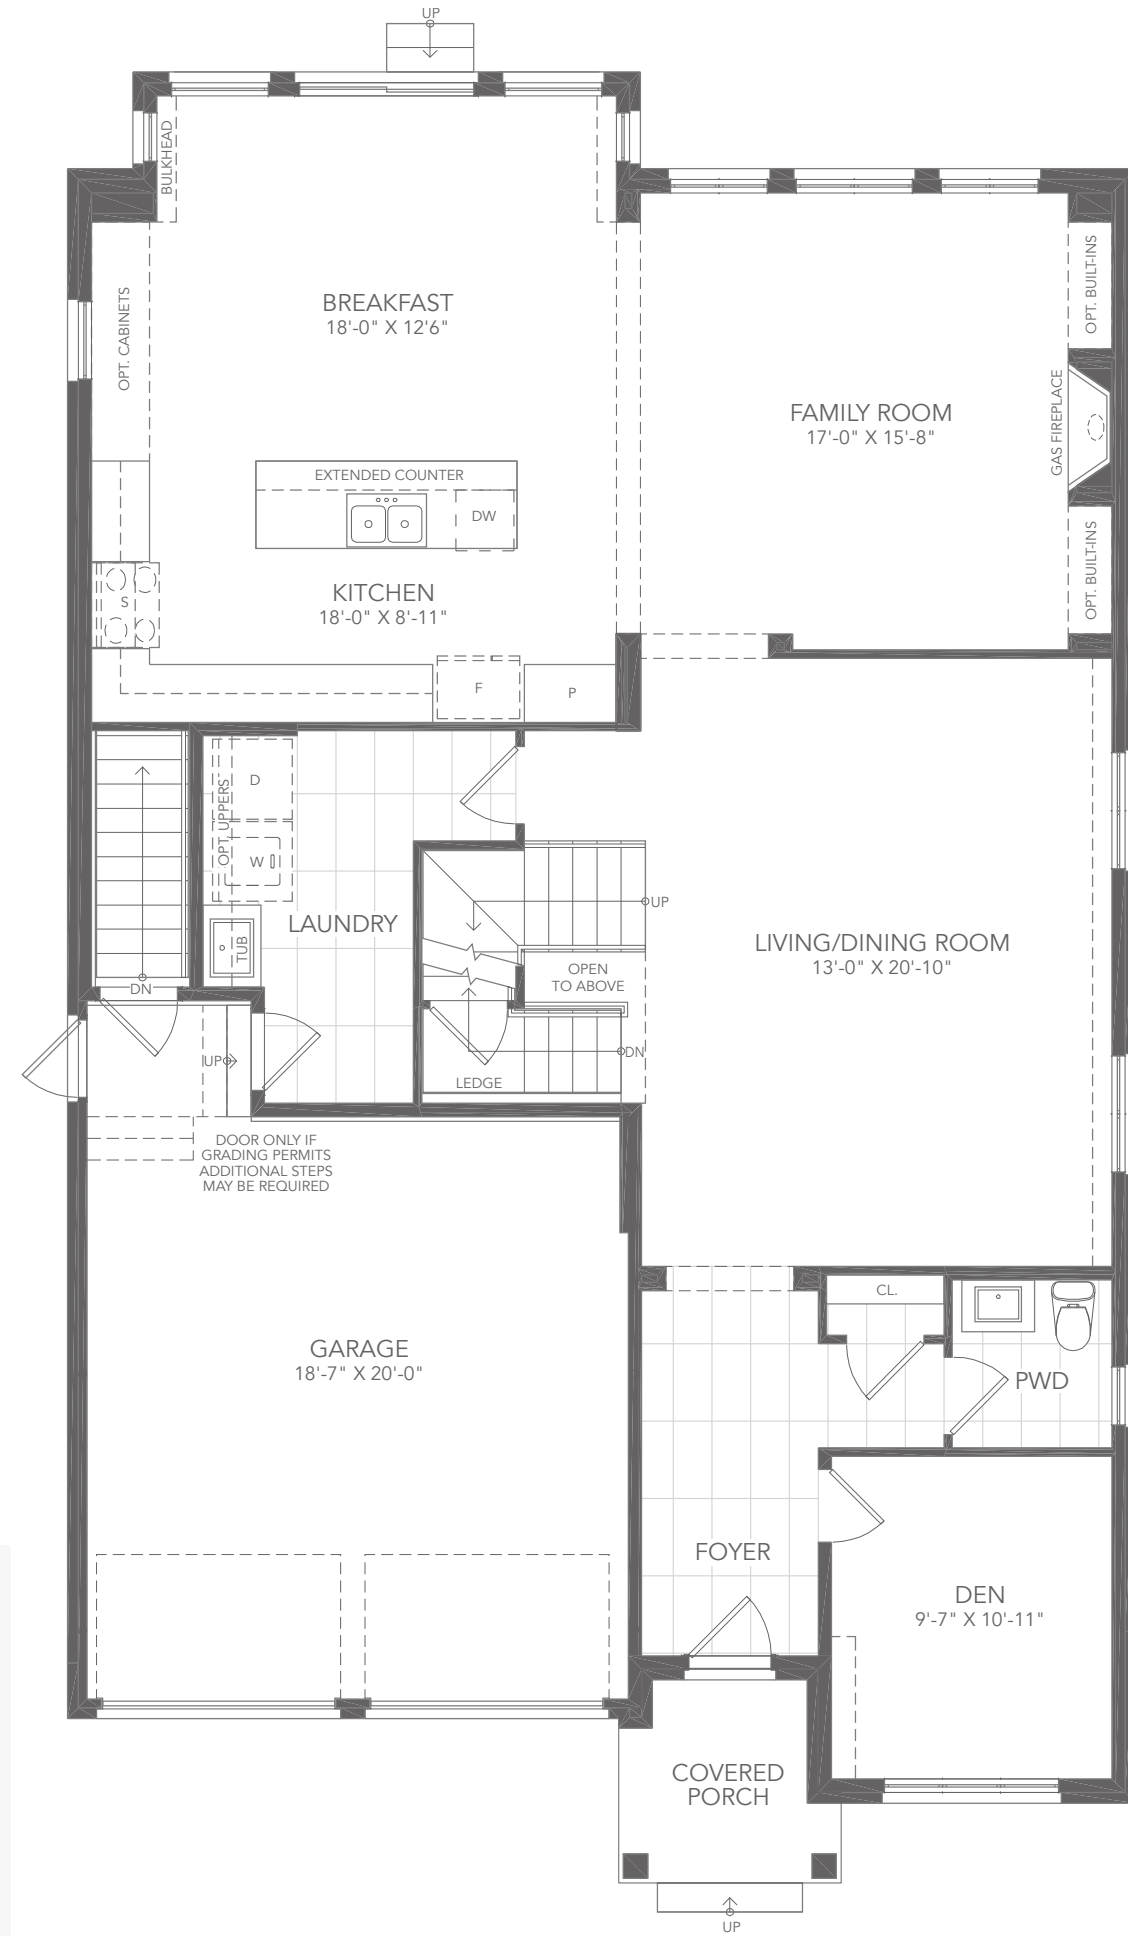 UP
BULKHEAD
BREAKFAST
18'-0" X 12'6"
OPT. CABINETS
OPT. BUILT-INS
FAMILY ROOM
17'-0" X 15'-8"
GAS FIREPLACE
EXTENDED COUNTER
DW
OPT. BUILT-INS
KITCHEN
18'-0" X 8'-11"
S
F
P
D
OPT. UPPERS
W
LAUNDRY
TUB
UP
LIVING/DINING ROOM
13'-0" X 20'-10"
OPEN
TO ABOVE
DN
UP
DN
LEDGE
DOOR ONLY IF
GRADING PERMITS
ADDITIONAL STEPS
MAY BE REQUIRED
CL.
GARAGE
18'-7" X 20'-0"
PWD
FOYER
DEN
9'-7" X 10'-11"
COVERED
PORCH
UP